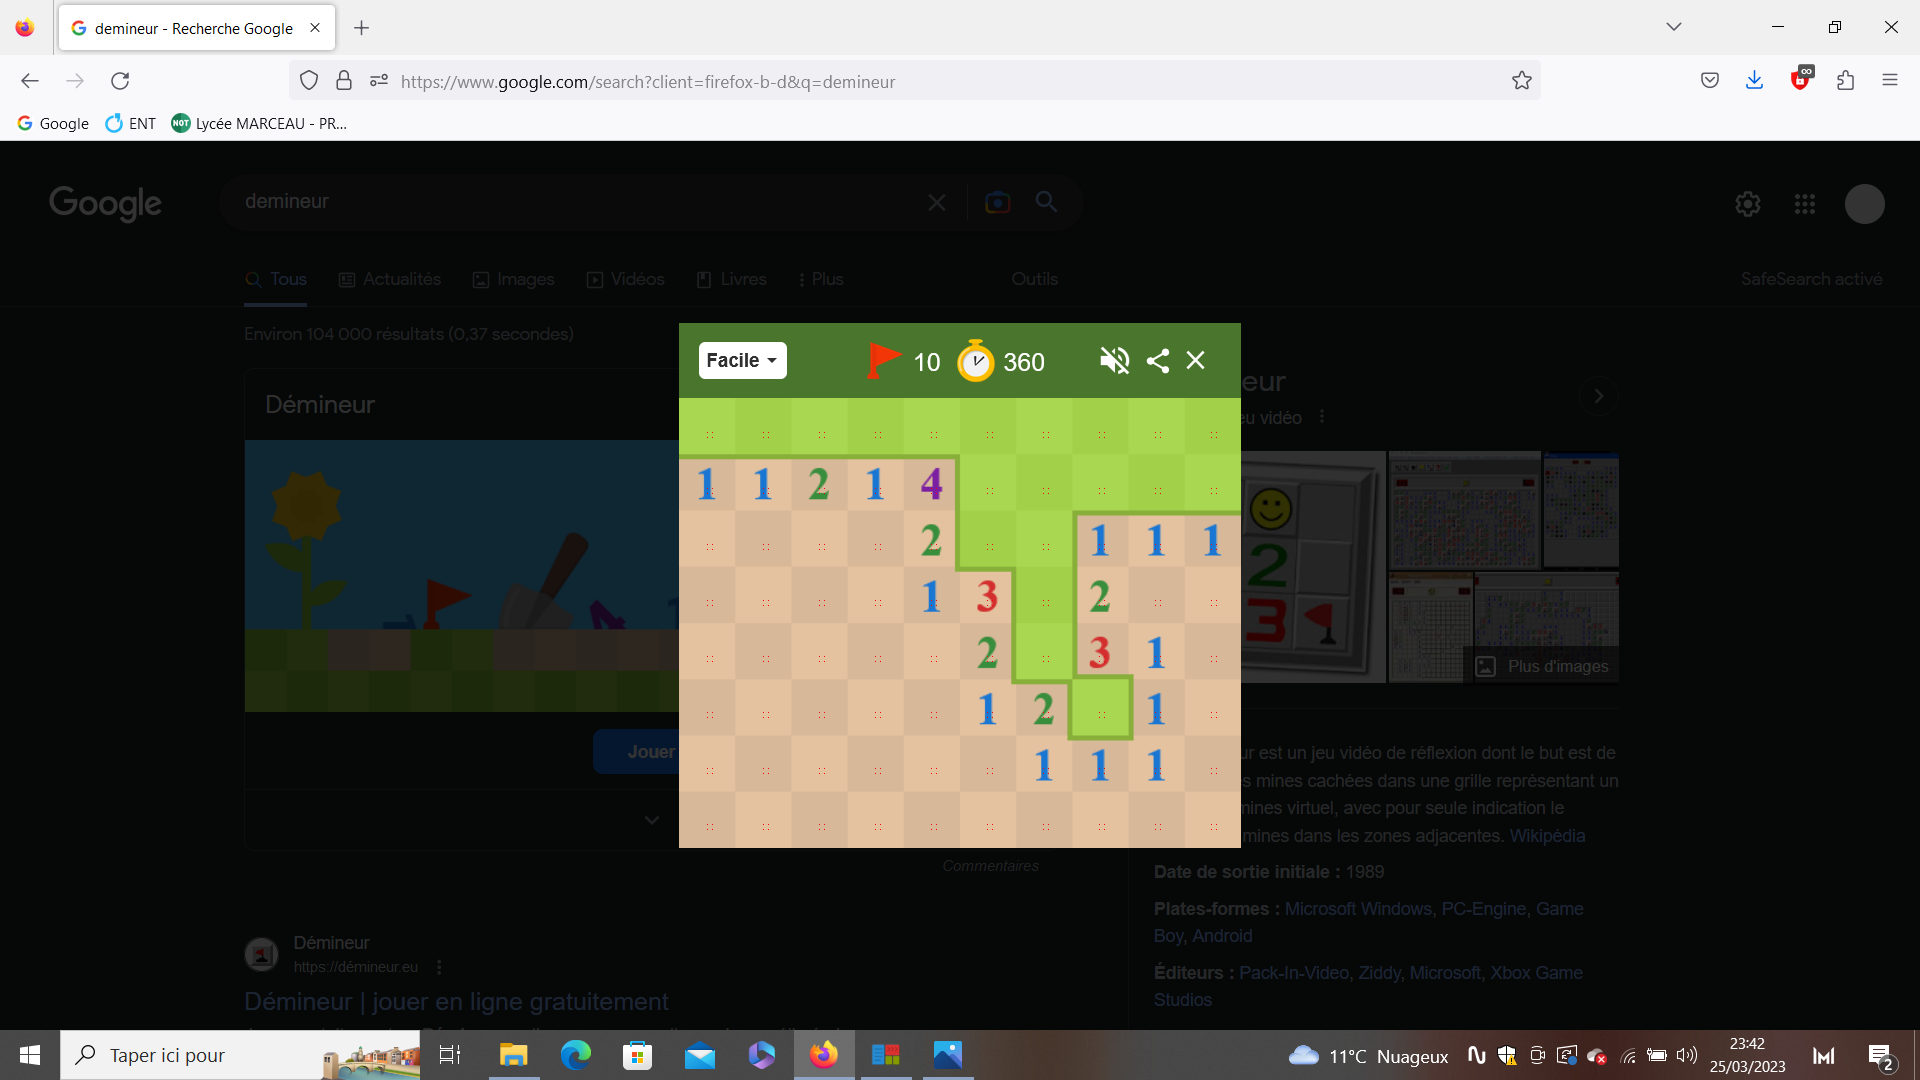 demineur - Recherche Google
https://www.google.com/search?client=firefox-b-d&q=demineur
Google ENT Lycée MARCEAU - PR...
Google demineur
Tous Actualités Images Vidéos Livres Plus Outils SafeSearch activé
Environ 104 000 résultats (0,37 secondes)
Facile 10 360
Démineur
eur
eu vidéo
1 1 2 1 4
2 1 1 1
1 3 2
2 3 1
1 2 1
1 1 1
Plus d'images
Jouer
ur est un jeu vidéo de réflexion dont le but est de
s mines cachées dans une grille représentant un
mines virtuel, avec pour seule indication le
mines dans les zones adjacentes. Wikipédia
Commentaires
Date de sortie initiale : 1989
Plates-formes : Microsoft Windows, PC-Engine, Game
Boy, Android
Éditeurs : Pack-In-Video, Ziddy, Microsoft, Xbox Game
Studios
Démineur
https://démineur.eu
Démineur | jouer en ligne gratuitement
Taper ici pour
11°C Nuageux
23:42
25/03/2023
2